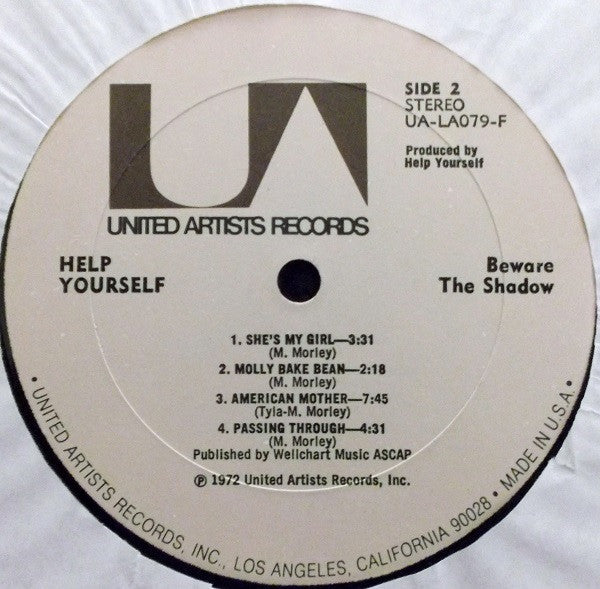 UA
SIDE 2
STEREO
UA-LA079-F
Produced by
Help Yourself
UNITED ARTISTS RECORDS
HELP
YOURSELF
Beware
The Shadow
1. SHE'S MY GIRL—3:31
(M. Morley)
2. MOLLY BAKE BEAN—2:18
(M. Morley)
3. AMERICAN MOTHER—7:45
(Tyla-M. Morley)
4. PASSING THROUGH—4:31
(M. Morley)
Published by Wellchart Music ASCAP
℗ 1972 United Artists Records, Inc.
• UNITED ARTISTS RECORDS, INC., LOS ANGELES, CALIFORNIA 90028 • MADE IN U.S.A. •